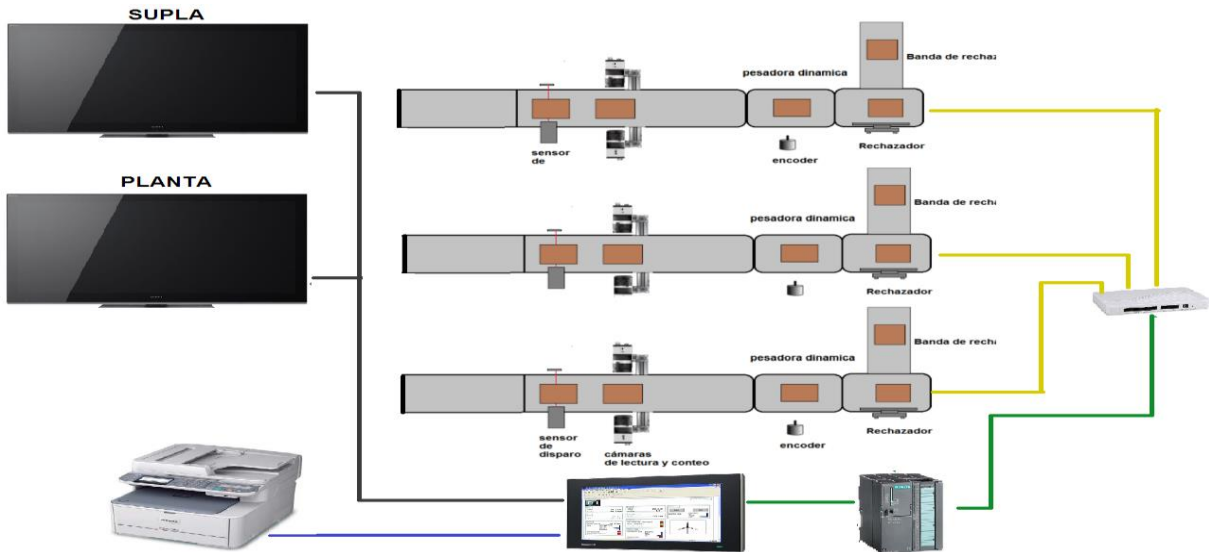 SUPLA
PLANTA
pesadora dinamica
Banda de rechaz
sensor
de
encoder
Rechazador
pesadora dinamica
Banda de recha
Rechazador
pesadora dinamica
Banda de recha
sensor
de
disparo
cámaras
de lectura y conteo
encoder
Rechazador